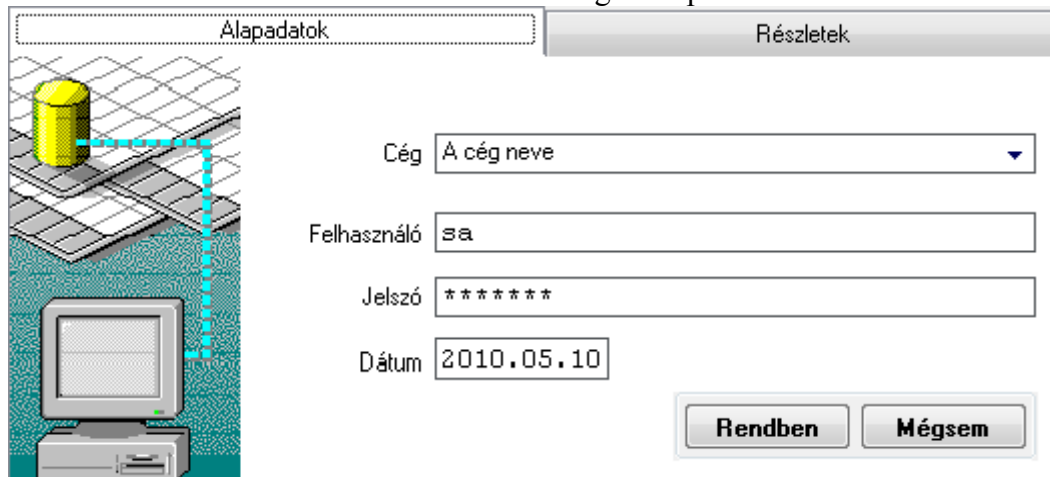 Alapadatok
Részletek
Cég A cég neve
Felhasználó sa
Jelszó *******
Dátum 2010.05.10
Rendben Mégsem